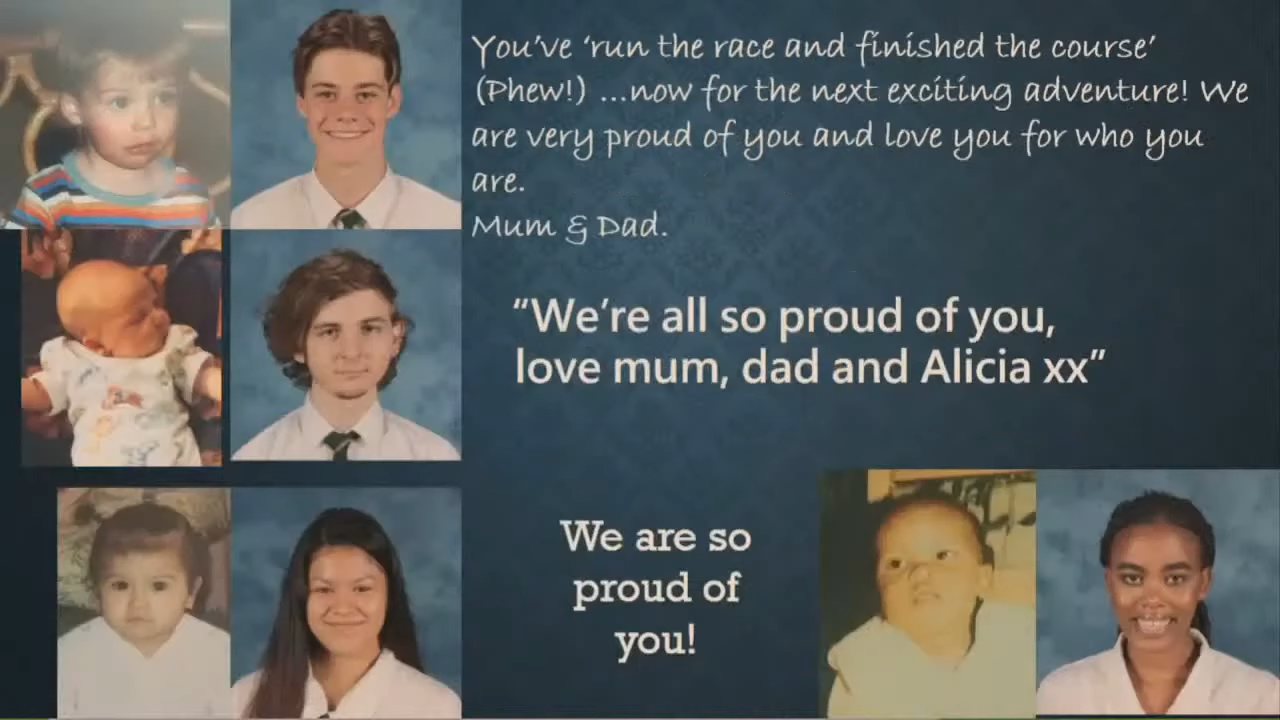 You've 'run the race and finished the course'
(Phew!) ...now for the next exciting adventure! We
are very proud of you and love you for who you
are.
Mum & Dad.
"We're all so proud of you,
love mum, dad and Alicia xx"
We are so
proud of
you!